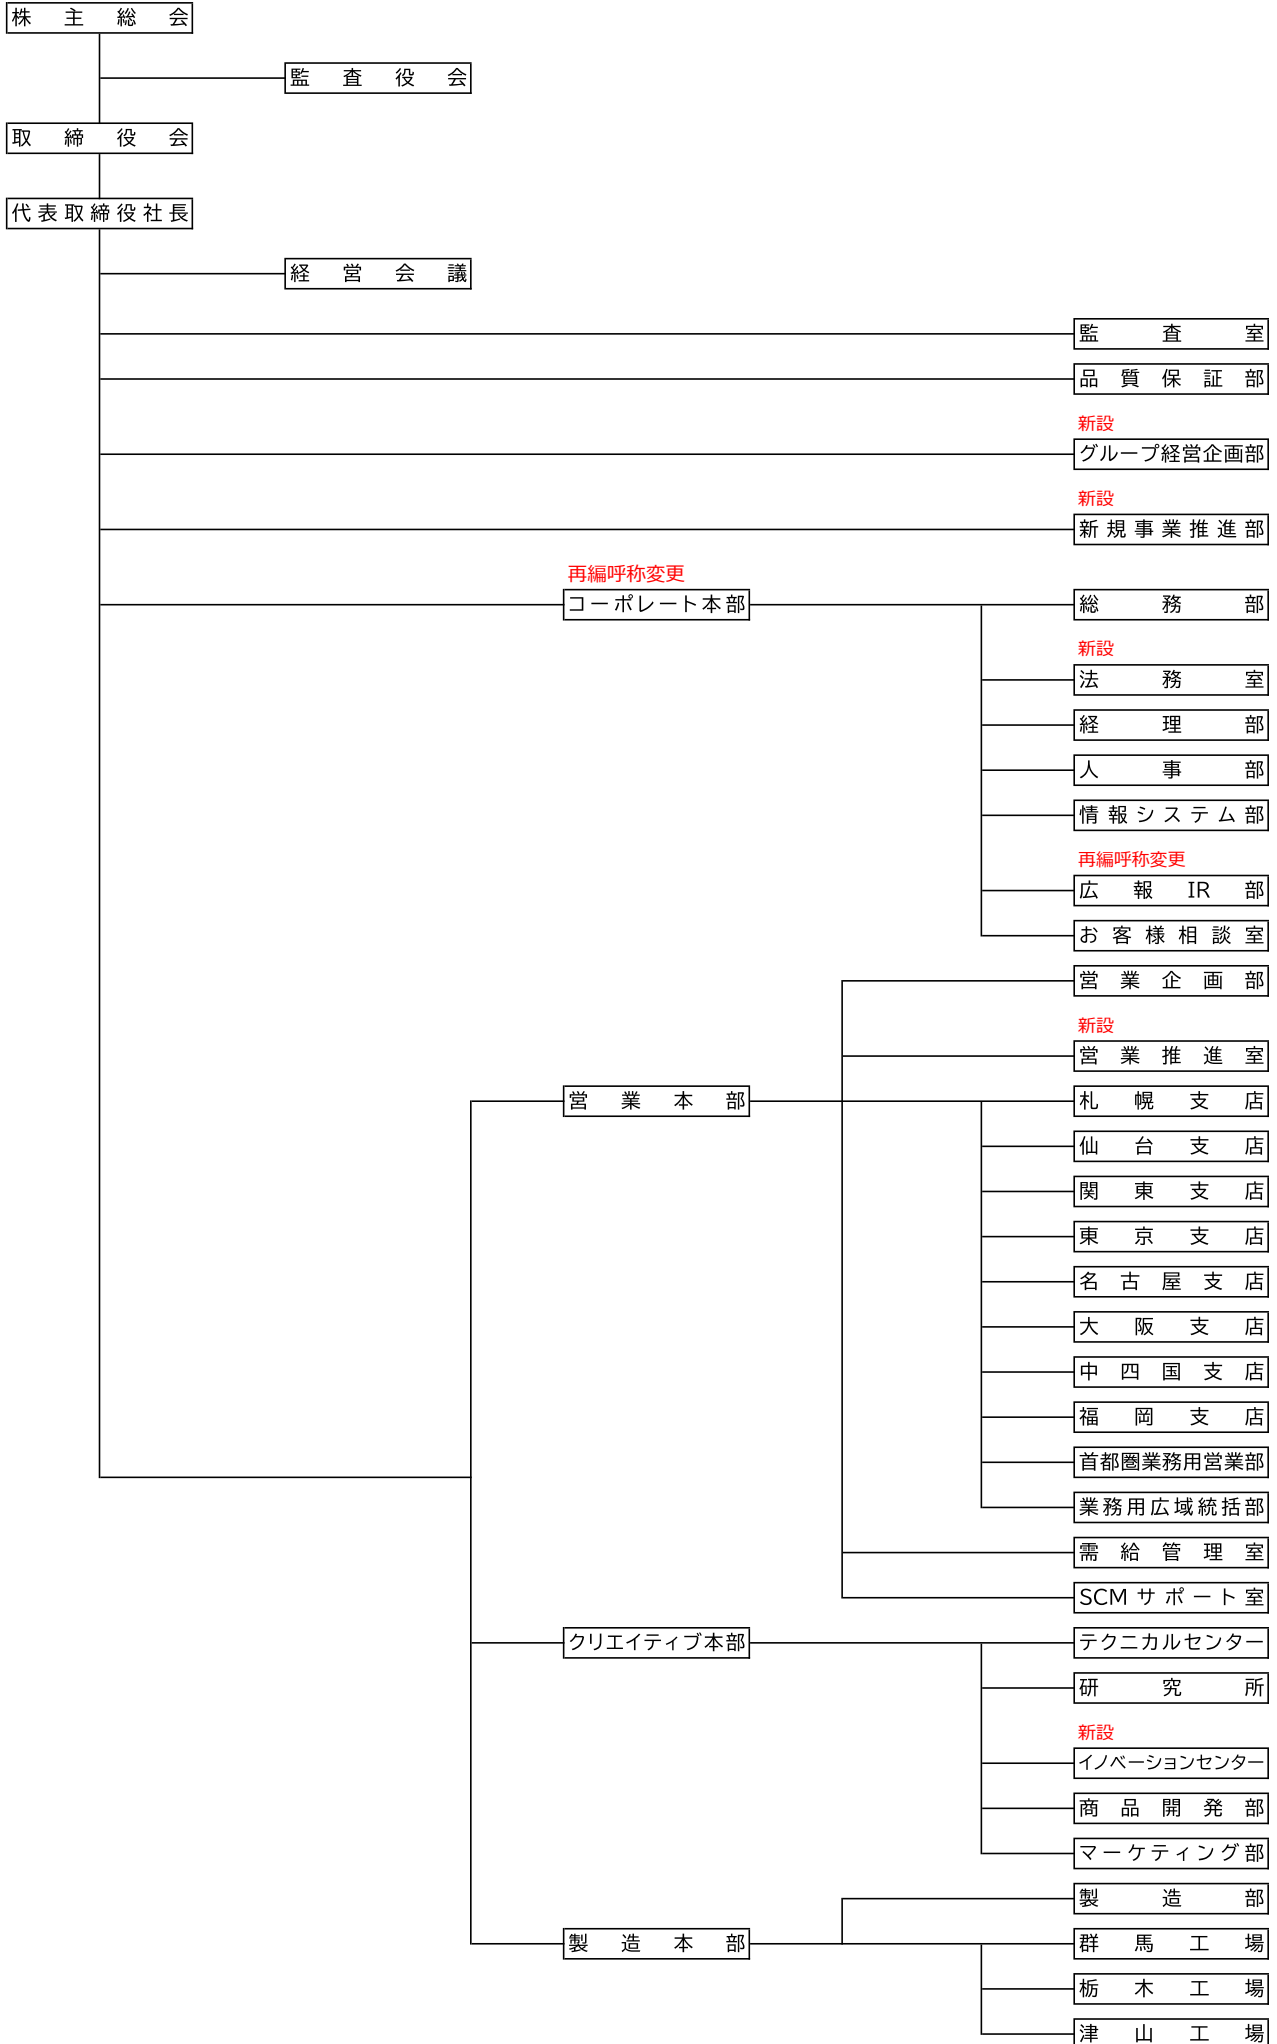 株主総会
監査役会
取締役会
代表取締役社長
経営会議
監査室
品質保証部
新設
グループ経営企画部
新設
新規事業推進部
再編呼称変更
コーポレート本部
総務部
新設
法務室
経理部
人事部
情報システム部
再編呼称変更
広報IR部
お客様相談室
営業企画部
新設
営業推進室
営業本部
札幌支店
仙台支店
関東支店
東京支店
名古屋支店
大阪支店
中四国支店
福岡支店
首都圏業務用営業部
業務用広域統括部
需給管理室
SCMサポート室
クリエイティブ本部
テクニカルセンター
研究所
新設
イノベーションセンター
商品開発部
マーケティング部
製造部
製造本部
群馬工場
栃木工場
津山工場